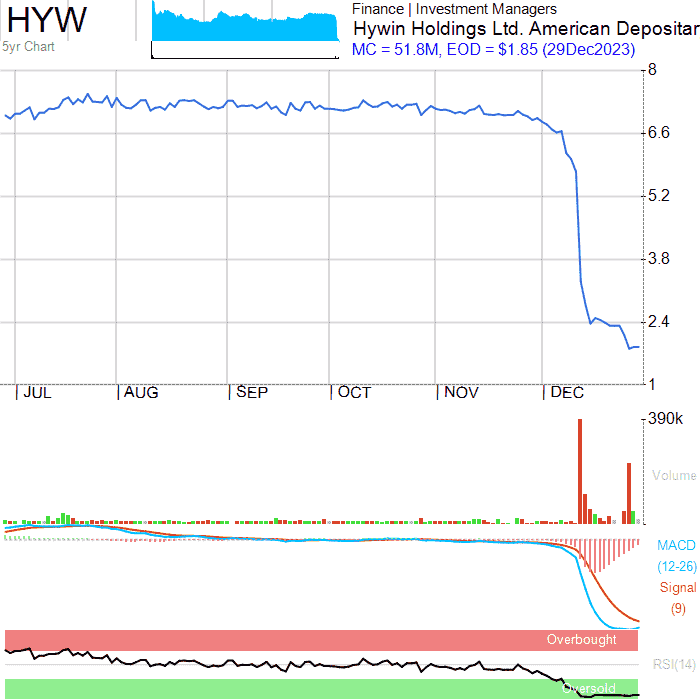 HYW
5yr Chart
Finance | Investment Managers
Hywin Holdings Ltd. American Depositar
MC = 51.8M, EOD = $1.85 (29Dec2023)
8
6.6
5.2
3.8
2.4
1
JUL AUG SEP OCT NOV DEC
390k
Volume
MACD
(12-26)
Signal
(9)
Overbought
RSI(14)
Oversold